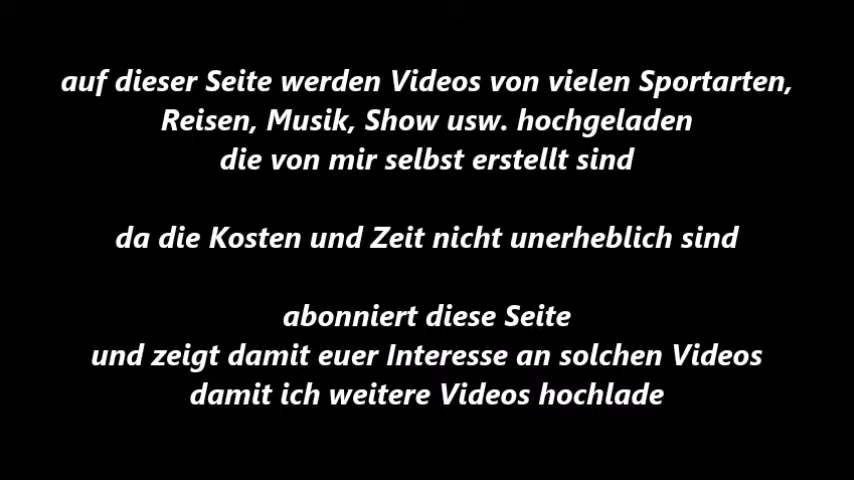 auf dieser Seite werden Videos von vielen Sportarten,
Reisen, Musik, Show usw. hochgeladen
die von mir selbst erstellt sind
da die Kosten und Zeit nicht unerheblich sind
abonniert diese Seite
und zeigt damit euer Interesse an solchen Videos
damit ich weitere Videos hochlade